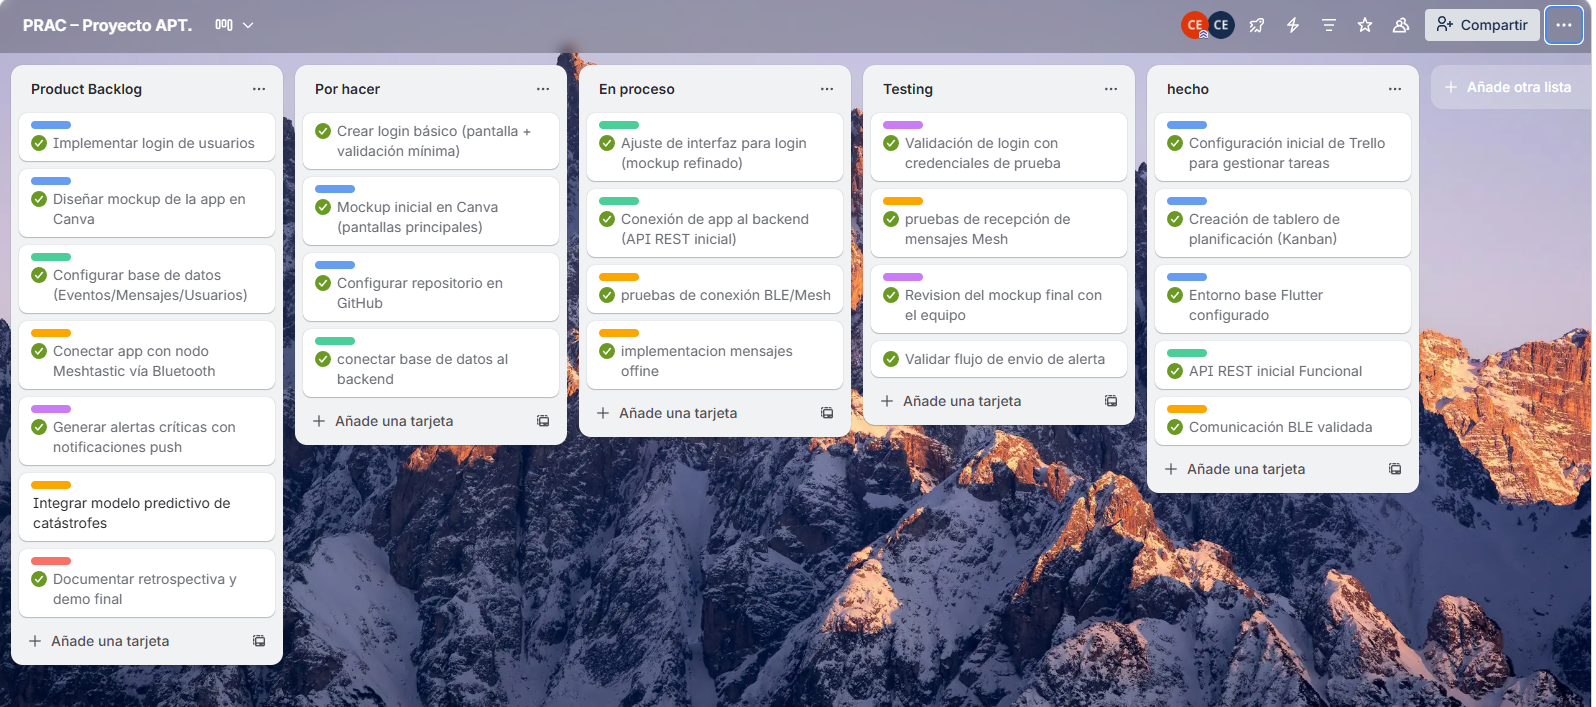 PRAC – Proyecto APT.
CE
CE
Compartir
Product Backlog
Implementar login de usuarios
Diseñar mockup de la app en
Canva
Configurar base de datos
(Eventos/Mensajes/Usuarios)
Conectar app con nodo
Meshtastic vía Bluetooth
Generar alertas críticas con
notificaciones push
Integrar modelo predictivo de
catástrofes
Documentar retrospectiva y
demo final
Añade una tarjeta
Por hacer
Crear login básico (pantalla +
validación mínima)
Mockup inicial en Canva
(pantallas principales)
Configurar repositorio en
GitHub
conectar base de datos al
backend
Añade una tarjeta
En proceso
Ajuste de interfaz para login
(mockup refinado)
Conexión de app al backend
(API REST inicial)
pruebas de conexión BLE/Mesh
implementacion mensajes
offine
Añade una tarjeta
Testing
Validación de login con
credenciales de prueba
pruebas de recepción de
mensajes Mesh
Revision del mockup final con
el equipo
Validar flujo de envio de alerta
Añade una tarjeta
hecho
Configuración inicial de Trello
para gestionar tareas
Creación de tablero de
planificación (Kanban)
Entorno base Flutter
configurado
API REST inicial Funcional
Comunicación BLE validada
Añade una tarjeta
Añade otra lista